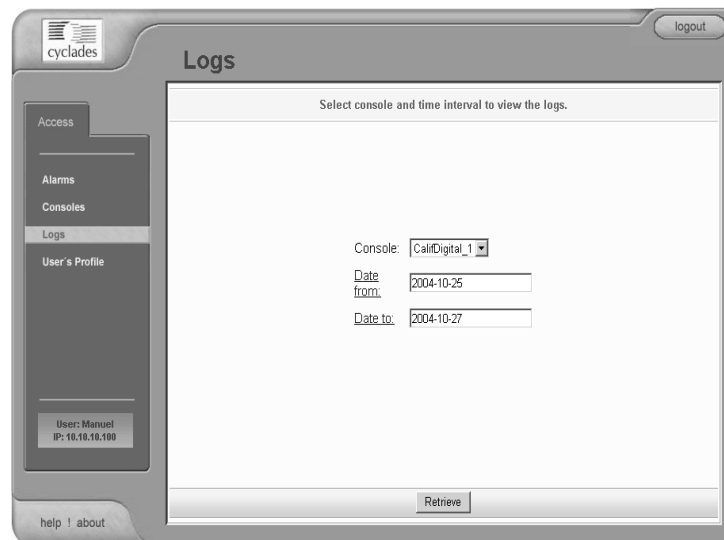 cyclades
logout
Logs
Select console and time interval to view the logs.
Access
Alarms
Consoles
Logs
User´s Profile
Console: CalifDigital_1
Date from: 2004-10-25
Date to: 2004-10-27
User: Manuel
IP: 10.10.10.100
Retrieve
help ! about